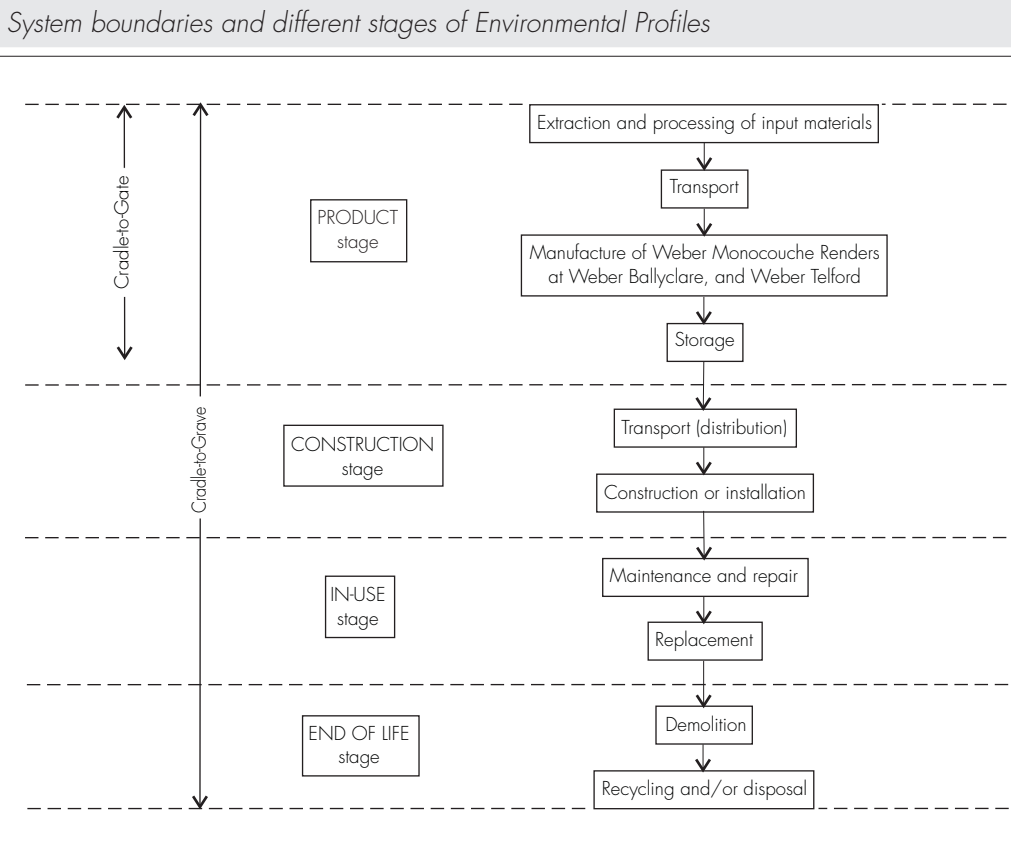 System boundaries and different stages of Environmental Profiles
Cradle-to-Gate
Cradle-to-Grave
PRODUCT
stage
Extraction and processing of input materials
Transport
Manufacture of Weber Monocouche Renders
at Weber Ballyclare, and Weber Telford
Storage
CONSTRUCTION
stage
Transport (distribution)
Construction or installation
IN-USE
stage
Maintenance and repair
Replacement
END OF LIFE
stage
Demolition
Recycling and/or disposal